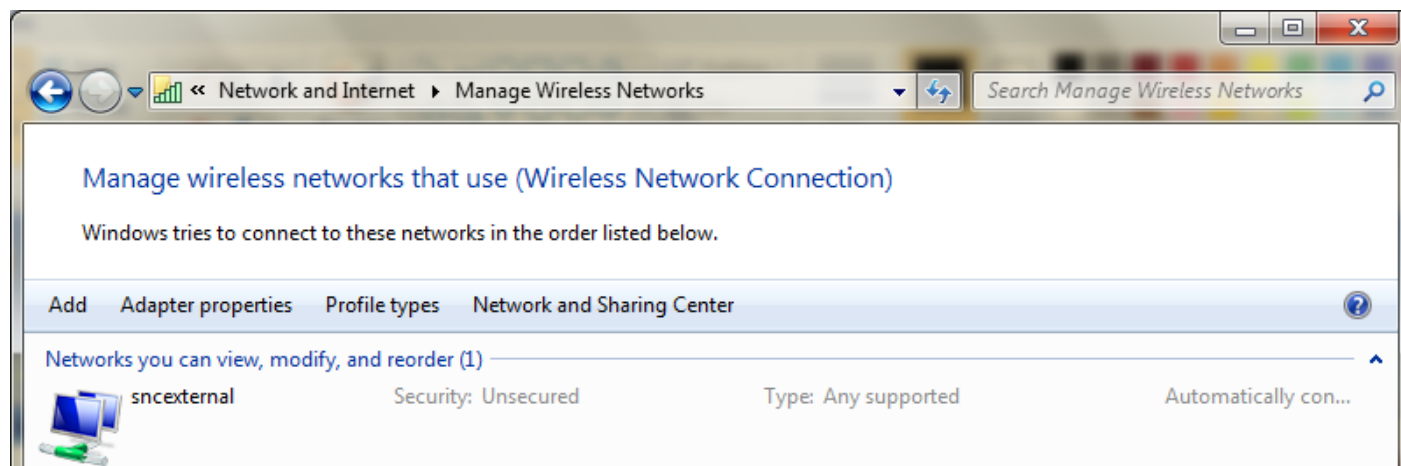 « Network and Internet ▸ Manage Wireless Networks Search Manage Wireless Networks
Manage wireless networks that use (Wireless Network Connection)
Windows tries to connect to these networks in the order listed below.
Add Adapter properties Profile types Network and Sharing Center
Networks you can view, modify, and reorder (1)
sncexternal Security: Unsecured Type: Any supported Automatically con...